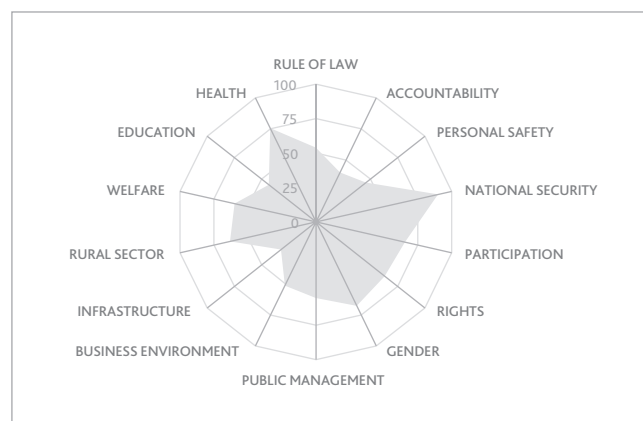 RULE OF LAW
100
HEALTH
ACCOUNTABILITY
75
EDUCATION
PERSONAL SAFETY
50
25
WELFARE
NATIONAL SECURITY
0
RURAL SECTOR
PARTICIPATION
INFRASTRUCTURE
RIGHTS
BUSINESS ENVIRONMENT
GENDER
PUBLIC MANAGEMENT